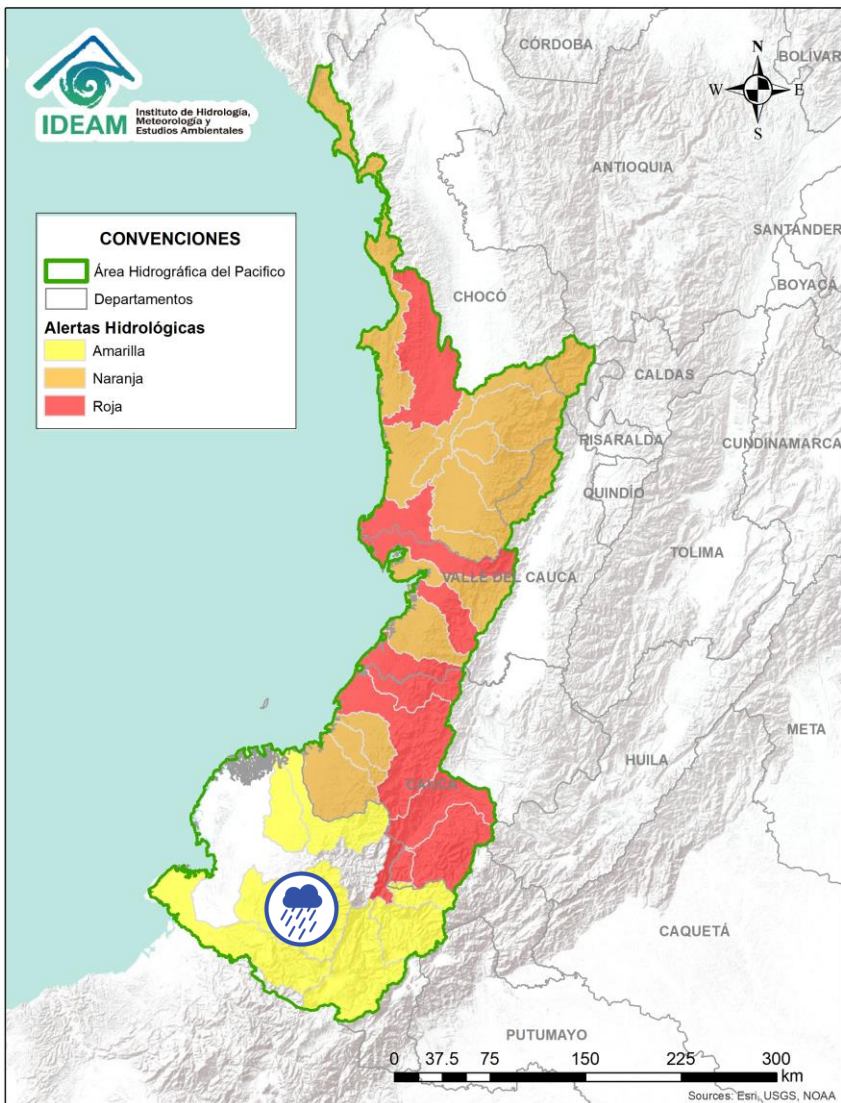 IDEAM
Instituto de Hidrología,
Meteorología y
Estudios Ambientales
CÓRDOBA
BOLÍVAR
N
W
E
S
ANTIOQUIA
SANTANDER
BOYACÁ
CONVENCIONES
Área Hidrográfica del Pacifico
Departamentos
Alertas Hidrológicas
Amarilla
Naranja
Roja
CHOCÓ
CALDAS
RISARALDA
CUNDINAMARCA
QUINDÍO
TOLIMA
VALLE DEL CAUCA
META
HUILA
CAUCA
CAQUETÁ
PUTUMAYO
0 37.5 75 150 225 300
km
Sources: Esri, USGS, NOAA